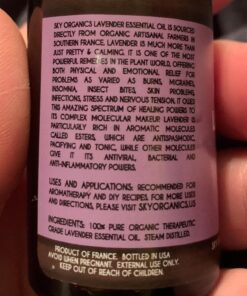 SKY ORGANICS LAVENDER ESSENTIAL OIL IS SOURCED
DIRECTLY FROM ORGANIC ARTISANAL FARMERS IN
SOUTHERN FRANCE. LAVENDER IS MUCH MORE THAN
JUST PRETTY & CALMING. IT IS ONE OF THE MOST
POWERFUL REMEDIES IN THE PLANT WORLD, OFFERING
BOTH PHYSICAL AND EMOTIONAL RELIEF FOR
PROBLEMS AS VARIED AS BURNS, MIGRAINES,
INSOMNIA, INSECT BITES, SKIN PROBLEMS,
INFECTIONS, STRESS AND NERVOUS TENSION. IT OWES
THIS AMAZING SPECTRUM OF HEALING POWERS TO
ITS COMPLEX MOLECULAR MAKEUP. LAVENDER IS
PARTICULARLY RICH IN AROMATIC MOLECULES
CALLED ESTERS, WHICH ARE ANTISPASMODIC,
PACIFYING AND TONIC, WHILE OTHER MOLECULES
GIVE IT ITS ANTIVIRAL, BACTERIAL AND
ANTI-INFLAMMATORY POWERS.
USES AND APPLICATIONS: RECOMMENDED FOR
AROMATHERAPY AND DIY RECIPES. FOR MORE USES
AND DIRECTIONS, PLEASE VISIT SKYORGANICS.US
INGREDIENTS: 100% PURE ORGANIC THERAPEUTIC
GRADE LAVENDER ESSENTIAL OIL. STEAM DISTILLED.
PRODUCT OF FRANCE. BOTTLED IN USA
AVOID WHEN PREGNANT. EXTERNAL USE ONLY.
KEEP OUT OF REACH OF CHILDREN.